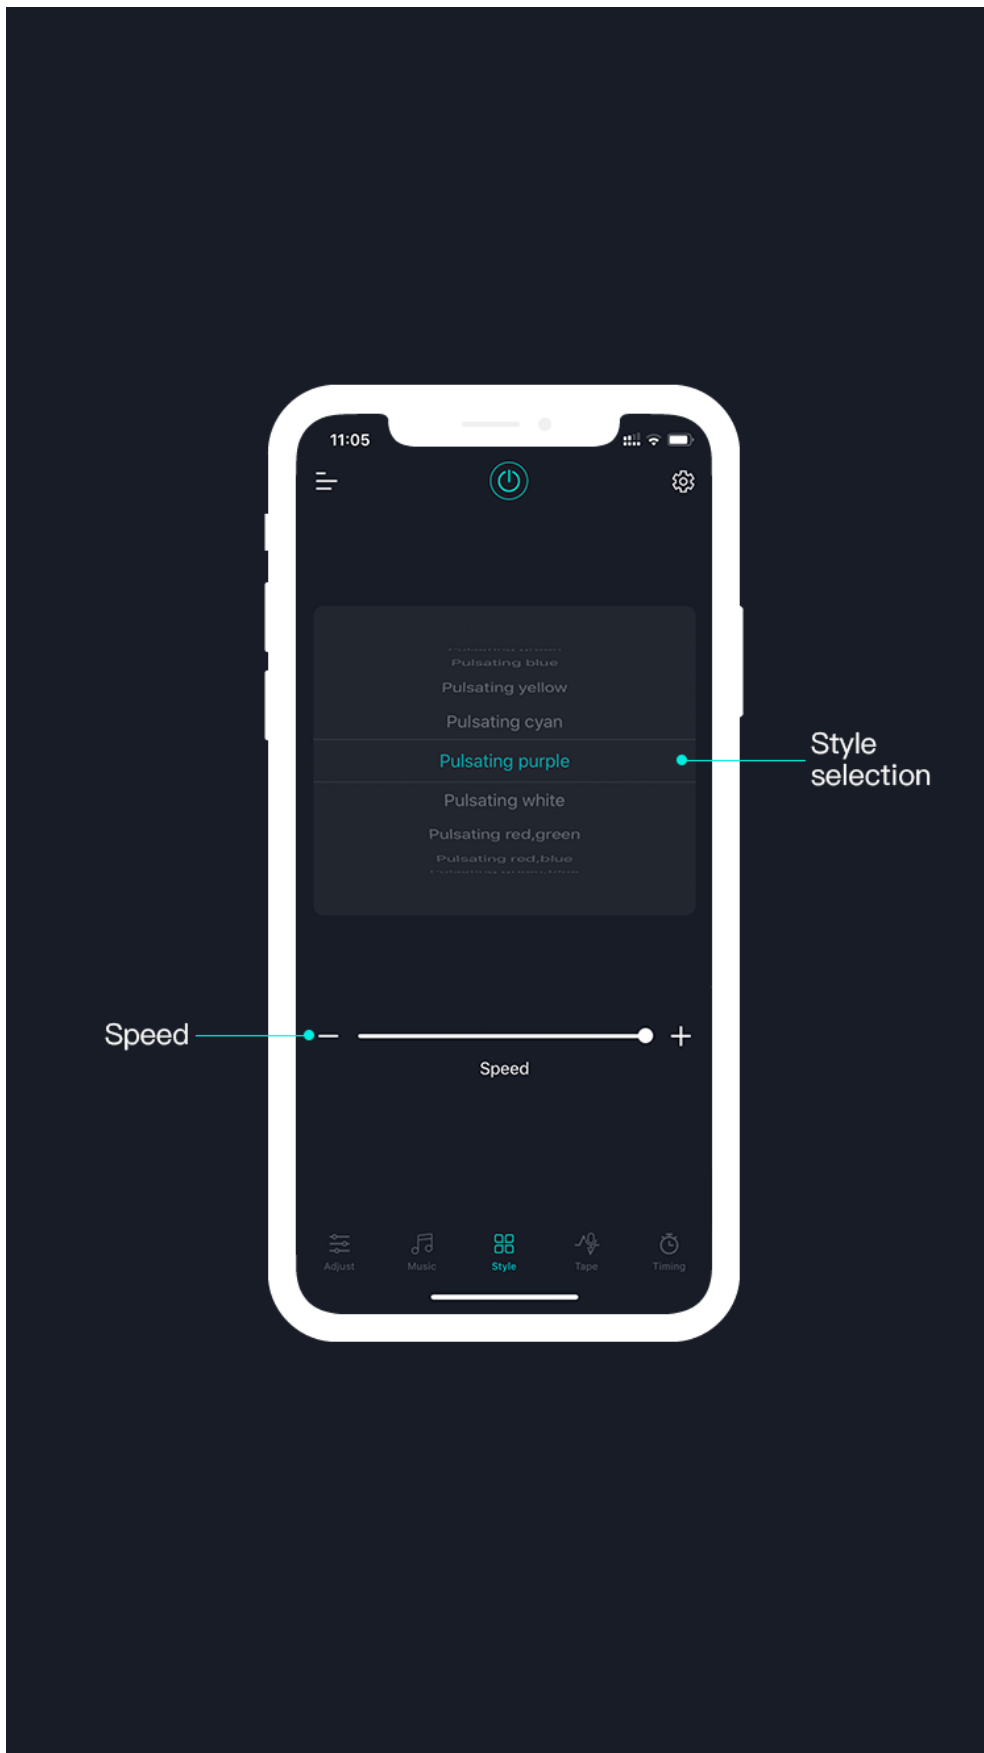 11:05
Pulsating blue
Pulsating yellow
Pulsating cyan
Pulsating purple
Style
selection
Pulsating white
Pulsating red,green
Pulsating red,blue
Speed
Speed
Adjust
Music
Style
Tape
Timing